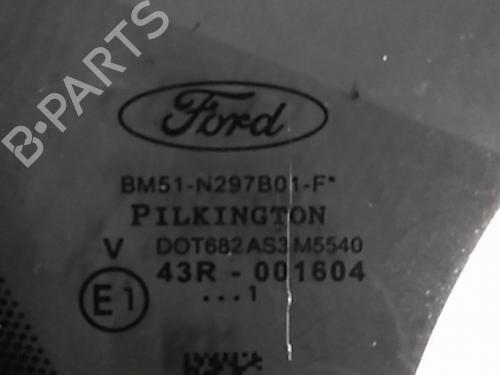 B-PARTS
Ford
BM51-N297B01-F*
PILKINGTON
V DOT682 AS3 M5540
43R - 001604
E1 ...1